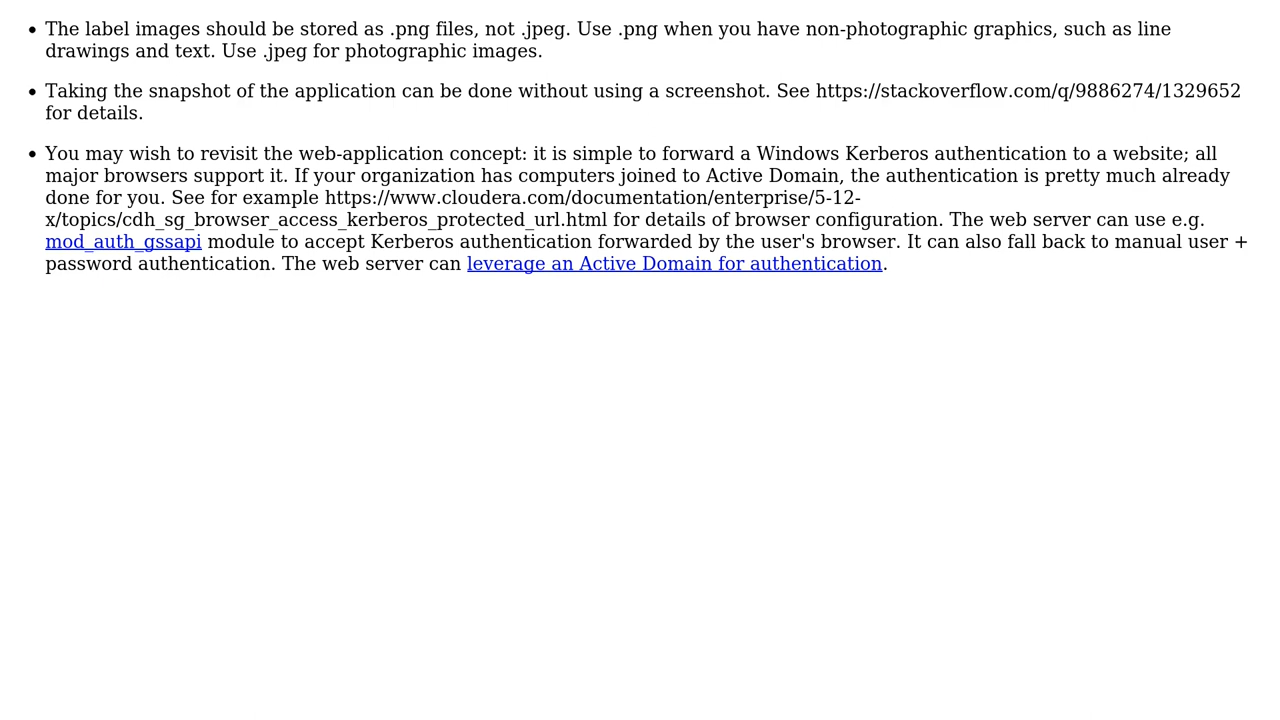 The label images should be stored as .png files, not .jpeg. Use .png when you have non-photographic graphics, such as line
drawings and text. Use .jpeg for photographic images.
Taking the snapshot of the application can be done without using a screenshot. See https://stackoverflow.com/q/9886274/1329652
for details.
You may wish to revisit the web-application concept: it is simple to forward a Windows Kerberos authentication to a website; all
major browsers support it. If your organization has computers joined to Active Domain, the authentication is pretty much already
done for you. See for example https://www.cloudera.com/documentation/enterprise/5-12-
x/topics/cdh_sg_browser_access_kerberos_protected_url.html for details of browser configuration. The web server can use e.g.
mod_auth_gssapi module to accept Kerberos authentication forwarded by the user's browser. It can also fall back to manual user +
password authentication. The web server can leverage an Active Domain for authentication.